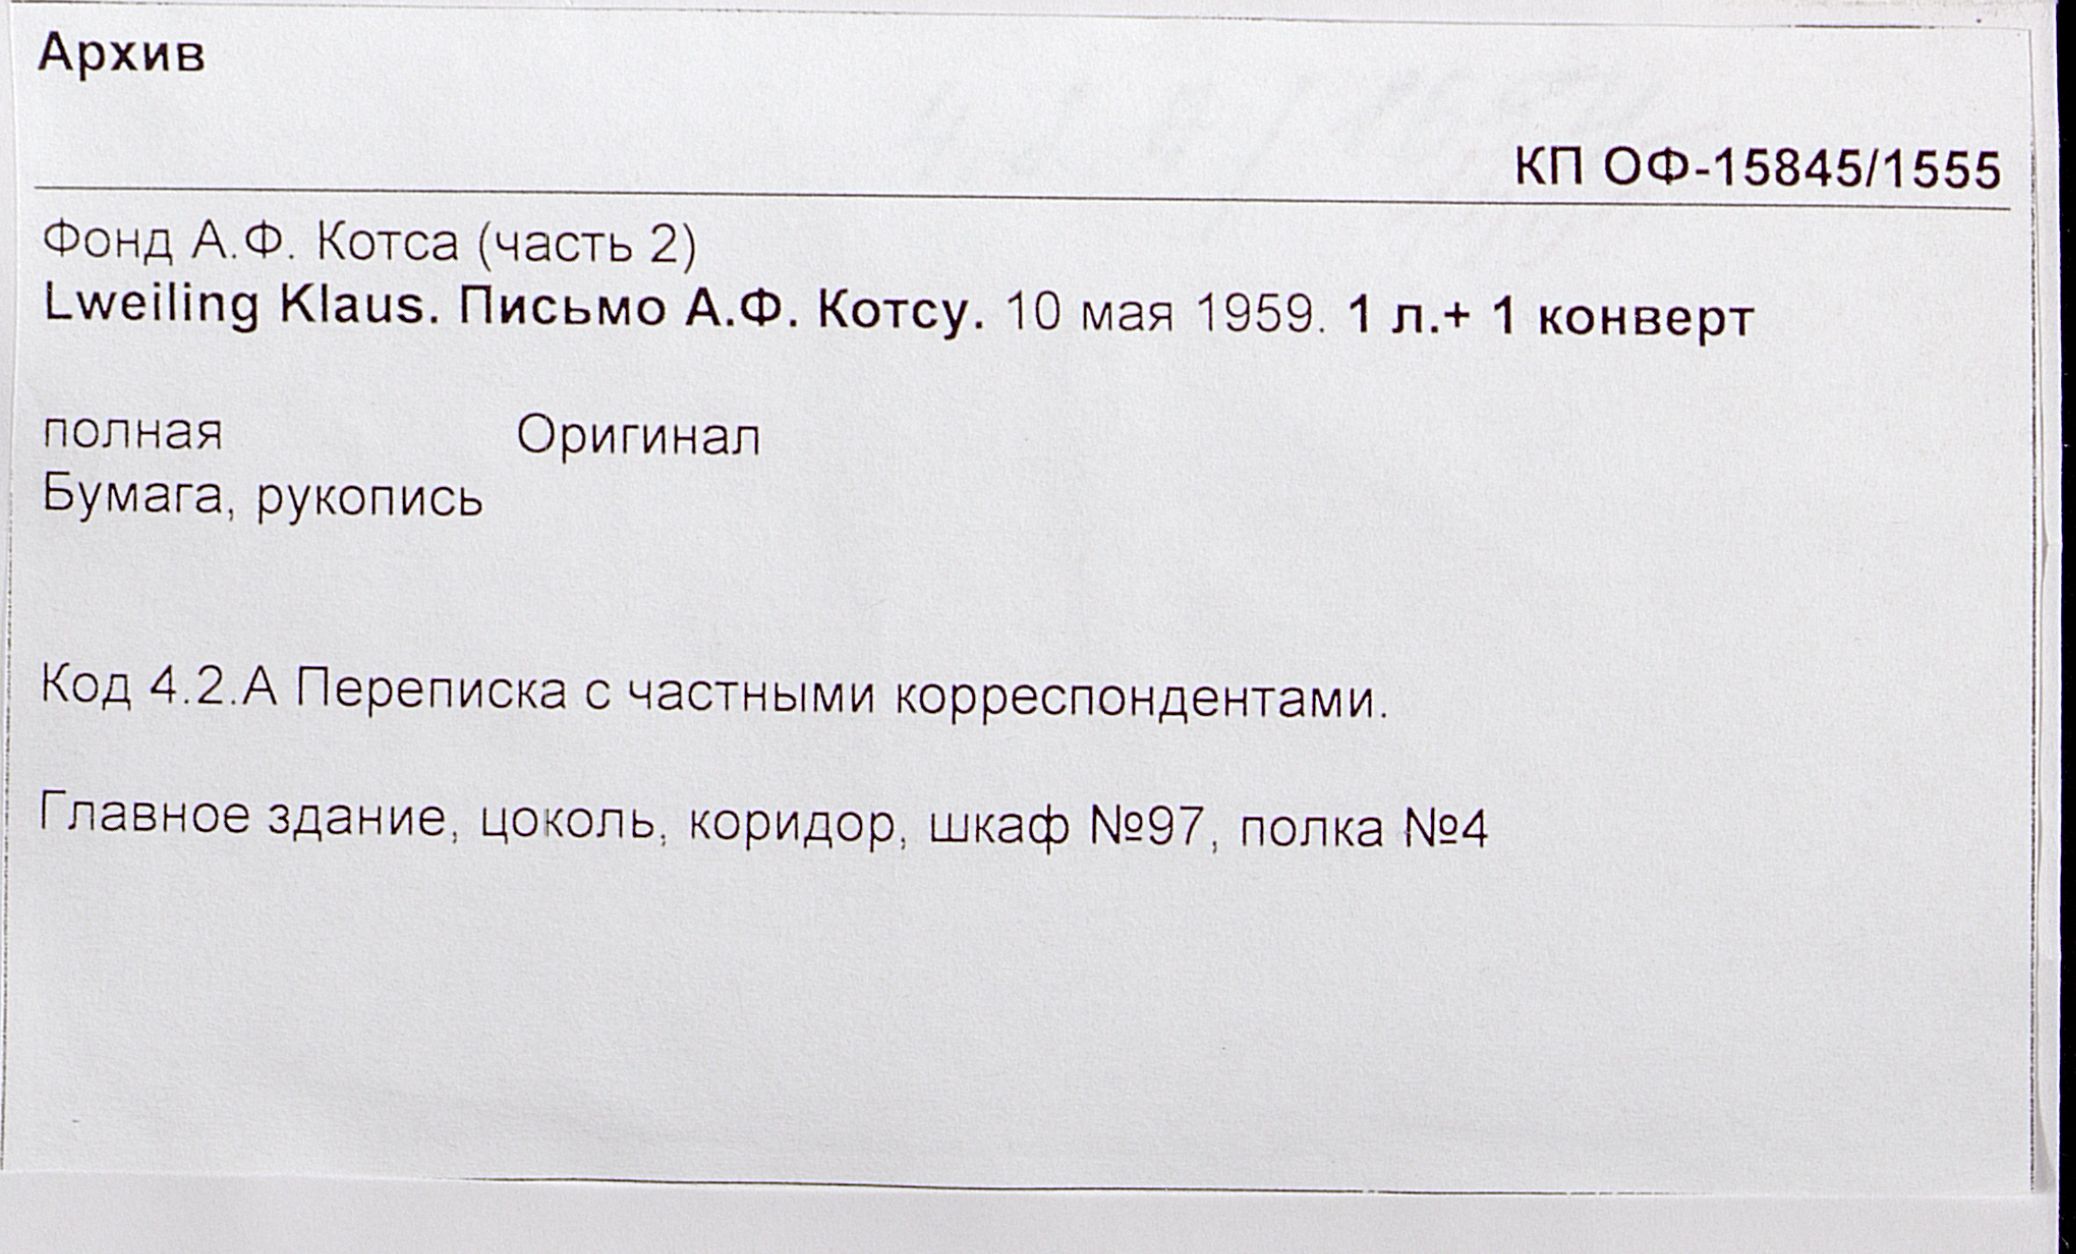 Архив
КП ОФ-15845/1555
Фонд А.Ф. Котса (часть 2)
Lweiling Klaus. Письмо А.Ф. Котсу. 10 мая 1959. 1 л.+ 1 конверт
полная Оригинал
Бумага, рукопись
Код 4.2.А Переписка с частными корреспондентами.
Главное здание, цоколь, коридор, шкаф №97, полка №4